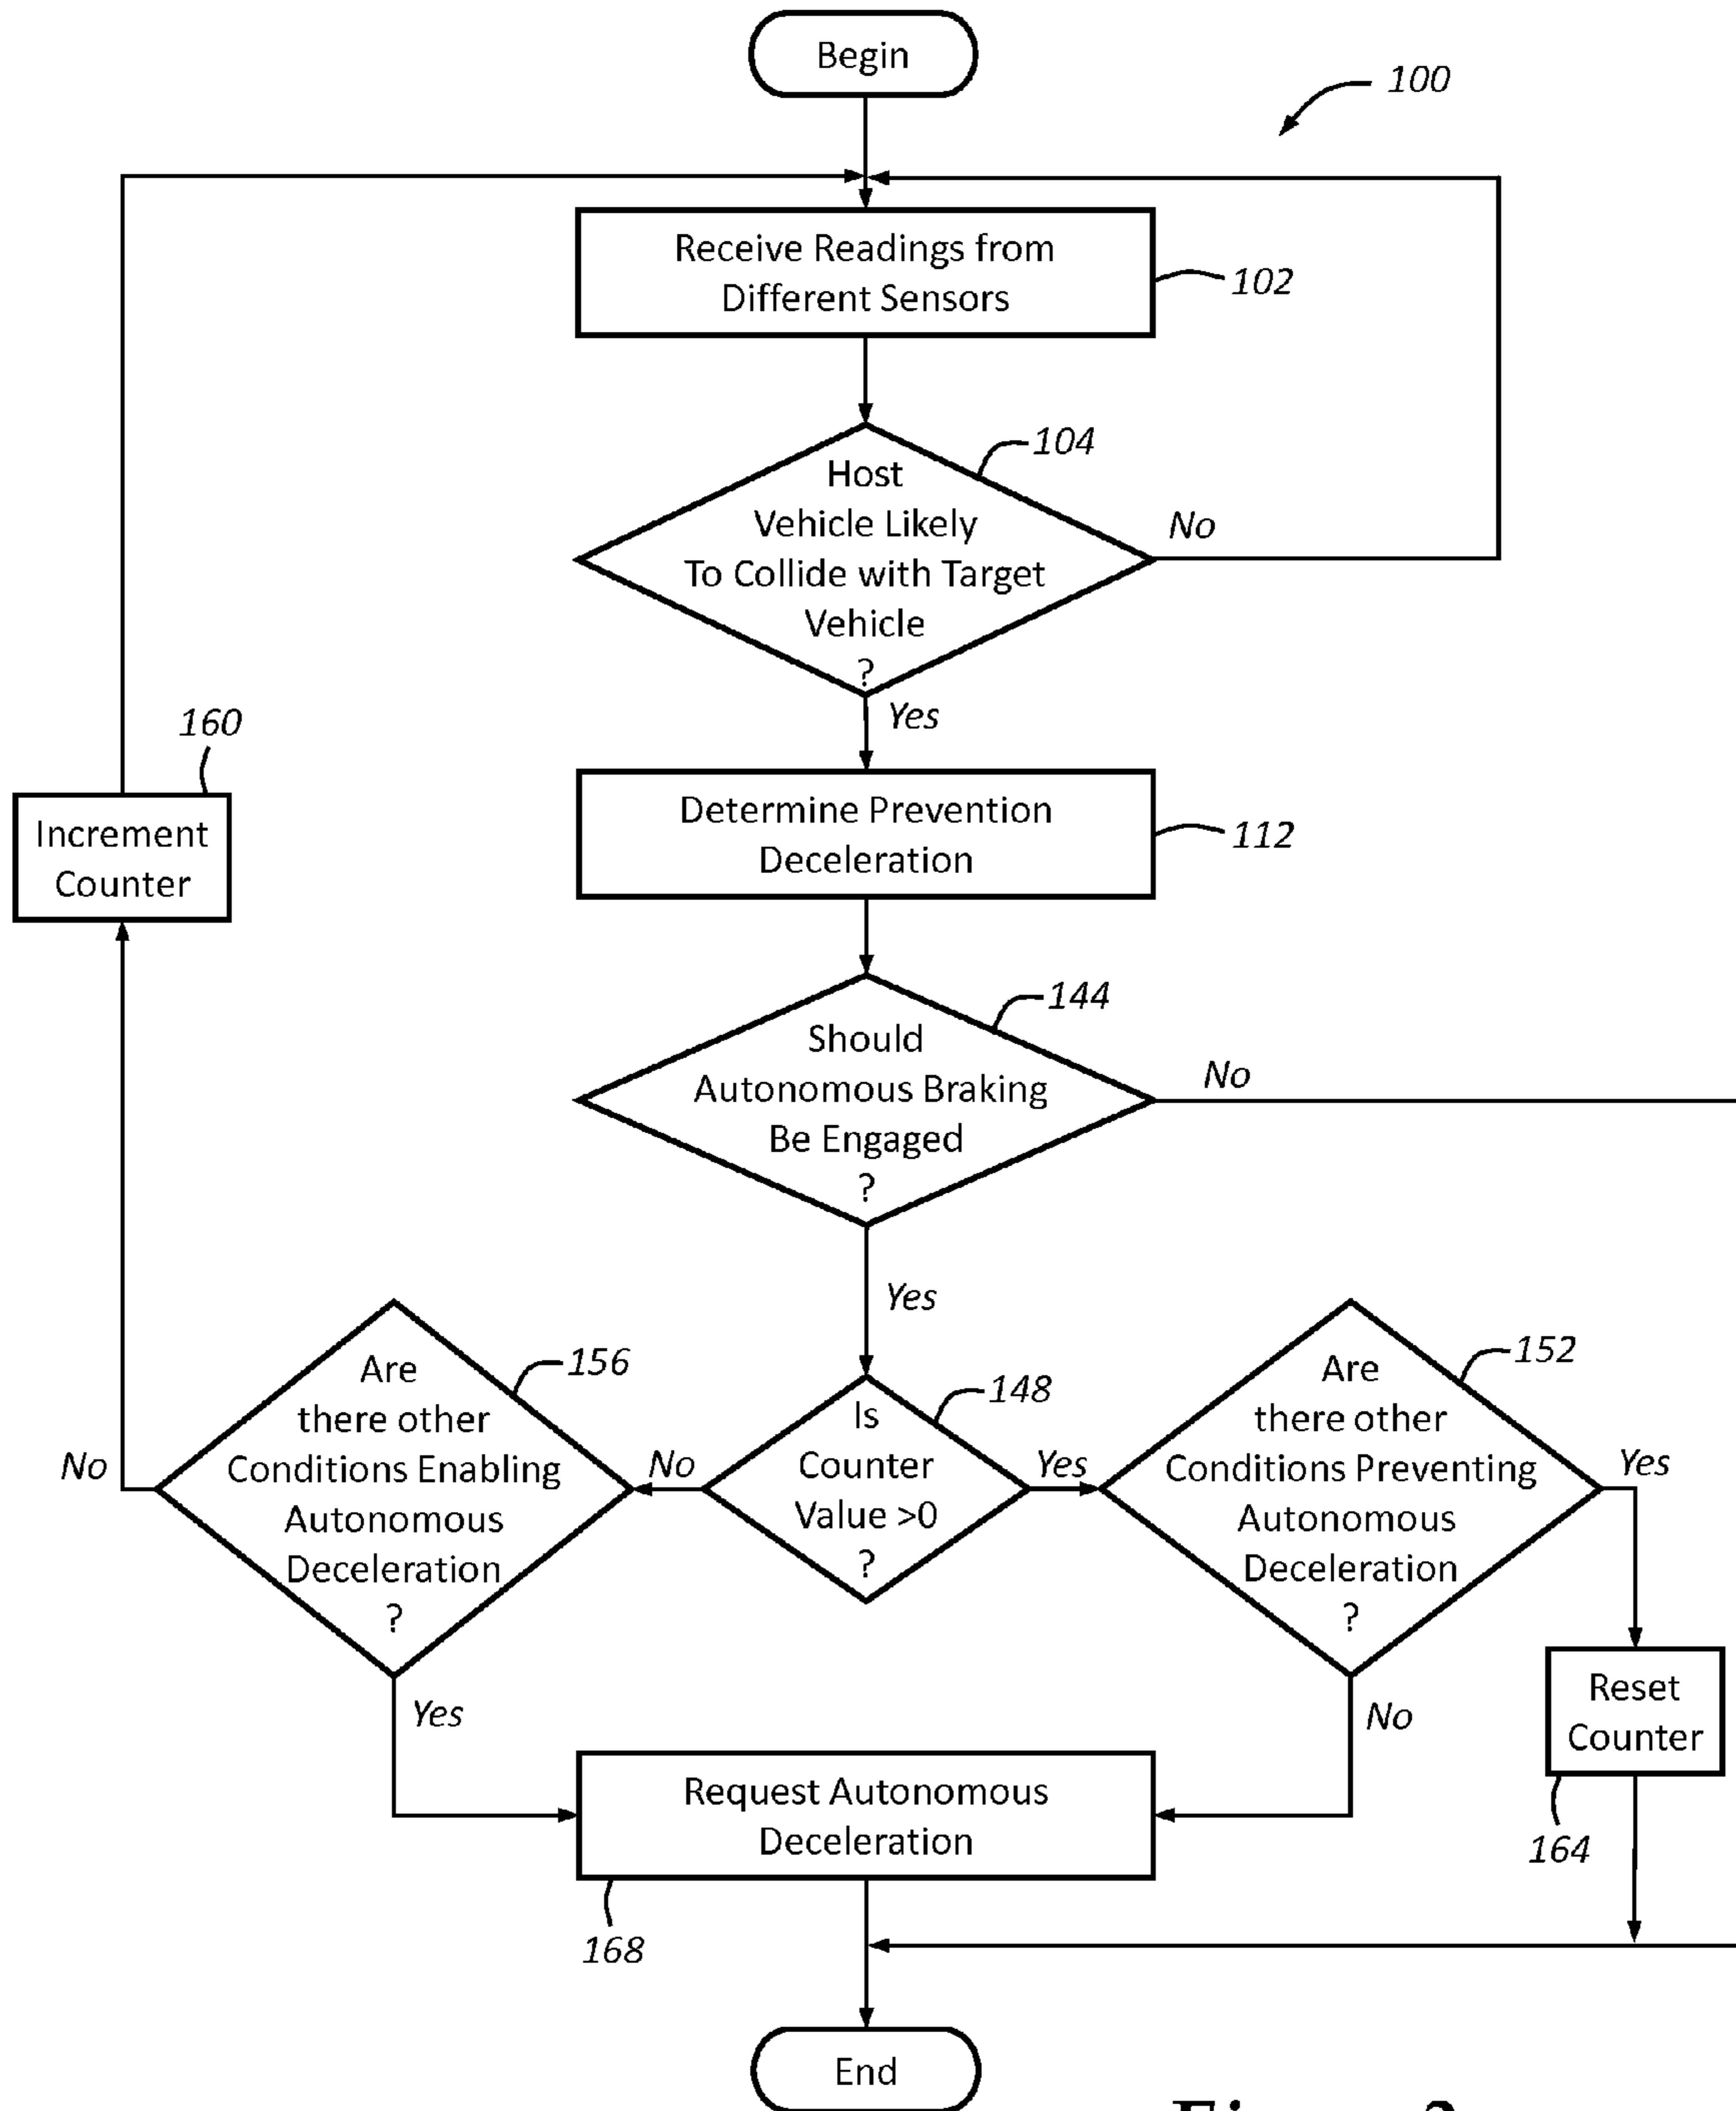 Begin
100
Receive Readings from
Different Sensors
102
104
Host
Vehicle Likely
To Collide with Target
Vehicle
?
No
Yes
160
Increment
Counter
Determine Prevention
Deceleration
112
144
Should
Autonomous Braking
Be Engaged
?
No
Yes
156
Are
there other
Conditions Enabling
Autonomous
Deceleration
?
No
No
148
Is
Counter
Value >0
?
Yes
152
Are
there other
Conditions Preventing
Autonomous
Deceleration
?
Yes
Yes
No
Reset
Counter
164
Request Autonomous
Deceleration
168
End